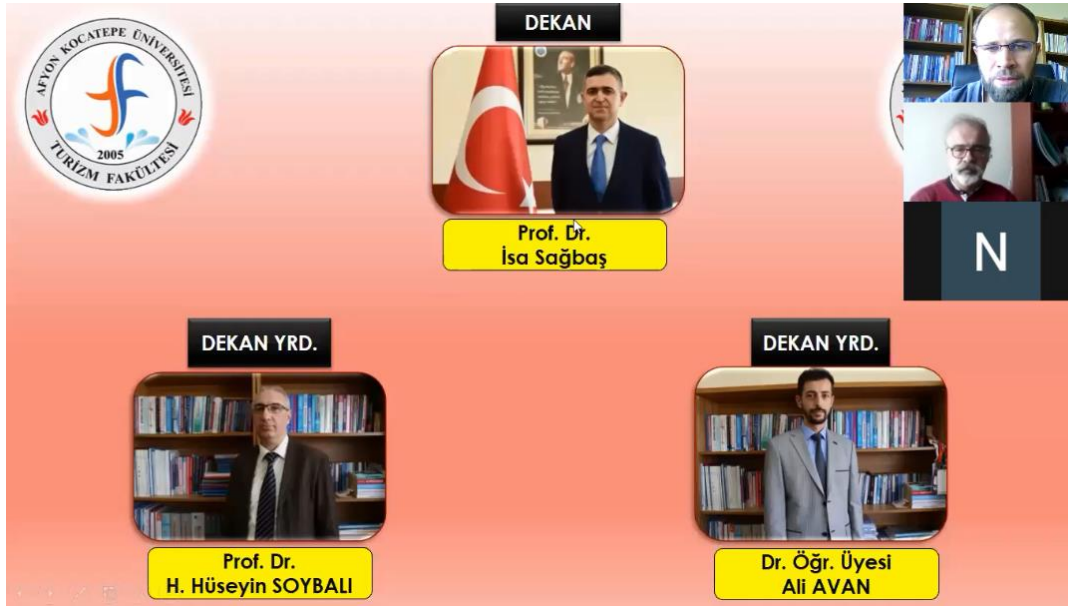 AFYON KOCATEPE ÜNİVERSİTESİ
2005
TURİZM FAKÜLTESİ
DEKAN
Prof. Dr.
İsa Sağbaş
N
DEKAN YRD.
Prof. Dr.
H. Hüseyin SOYBALI
DEKAN YRD.
Dr. Öğr. Üyesi
Ali AVAN